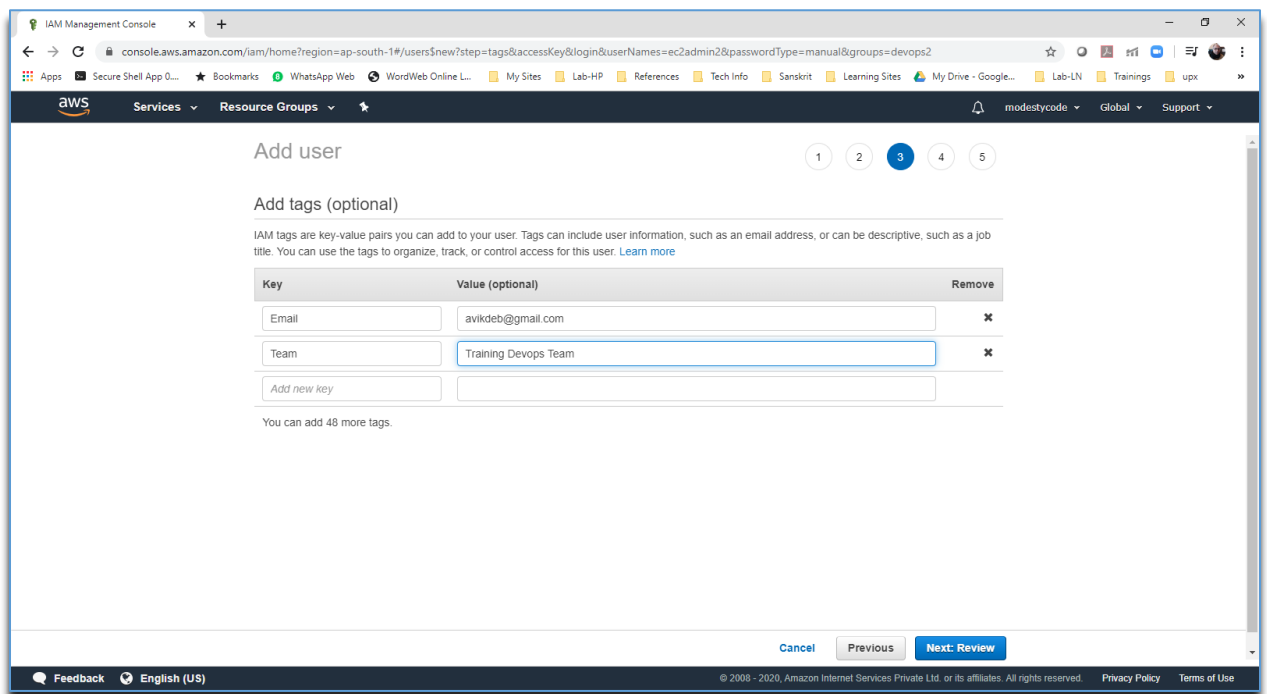 IAM Management Console
console.aws.amazon.com/iam/home?region=ap-south-1#/users$new?step=tags&accessKey&login&userNames=ec2admin2&passwordType=manual&groups=devops2
Apps Secure Shell App 0.... Bookmarks WhatsApp Web WordWeb Online L... My Sites Lab-HP References Tech Info Sanskrit Learning Sites My Drive - Google... Lab-LN Trainings upx »
aws Services Resource Groups modestycode Global Support
Add user 1 2 3 4 5
Add tags (optional)
IAM tags are key-value pairs you can add to your user. Tags can include user information, such as an email address, or can be descriptive, such as a job
title. You can use the tags to organize, track, or control access for this user. Learn more
Key Value (optional) Remove
Email avikdeb@gmail.com
Team Training Devops Team
Add new key
You can add 48 more tags.
Cancel Previous Next: Review
Feedback English (US) © 2008 - 2020, Amazon Internet Services Private Ltd. or its affiliates. All rights reserved. Privacy Policy Terms of Use